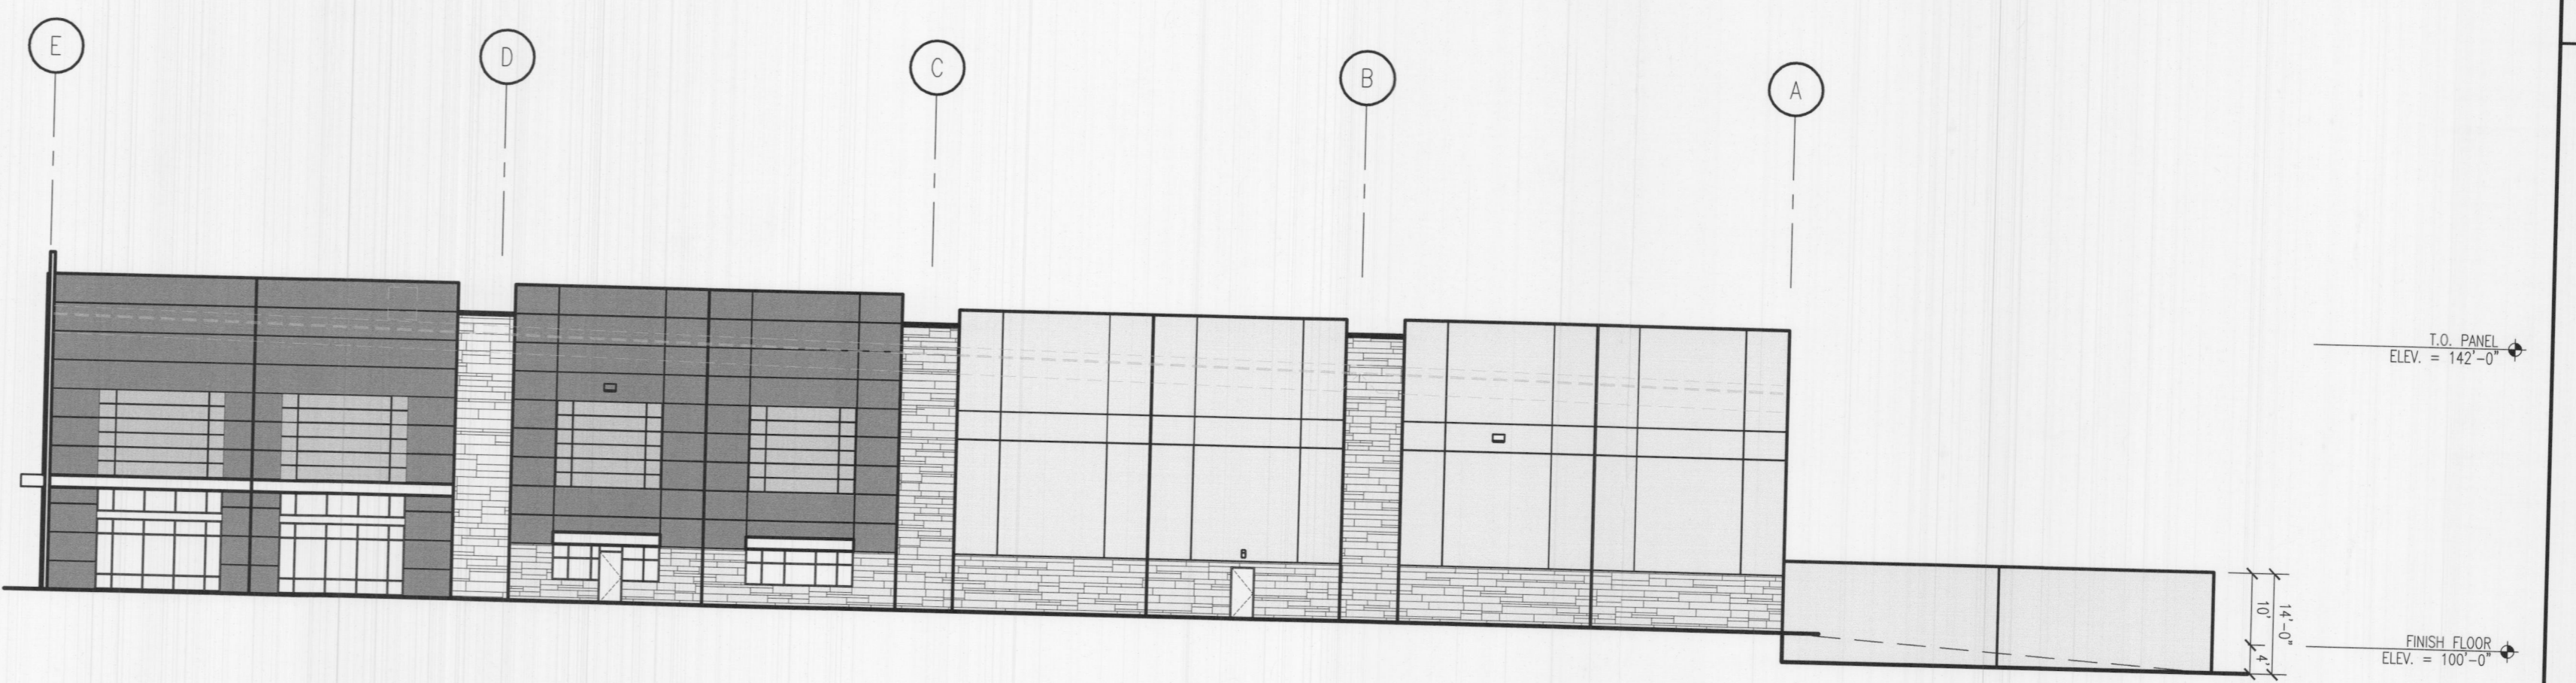 E
D
C
B
A
T.O. PANEL
ELEV. = 142'-0"
10'
14'-0"
4'
FINISH FLOOR
ELEV. = 100'-0"